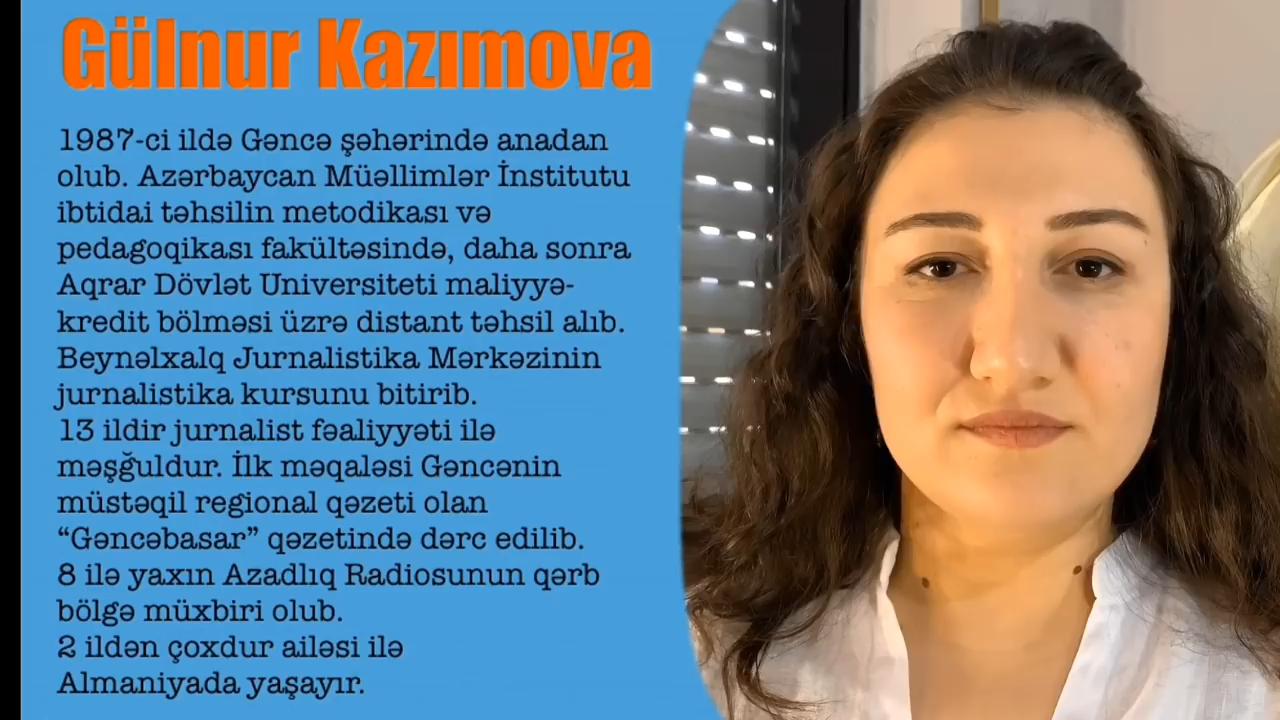 Gülnur Kazımova
1987-ci ildə Gəncə şəhərində anadan
olub. Azərbaycan Müəllimlər İnstitutu
ibtidai təhsilin metodikası və
pedagoqikası fakültəsində, daha sonra
Aqrar Dövlət Universiteti maliyyə-
kredit bölməsi üzrə distant təhsil alıb.
Beynəlxalq Jurnalistika Mərkəzinin
jurnalistika kursunu bitirib.
13 ildir jurnalist fəaliyyəti ilə
məşğuldur. İlk məqaləsi Gəncənin
müstəqil regional qəzeti olan
“Gəncəbasar” qəzetində dərc edilib.
8 ilə yaxın Azadlıq Radiosunun qərb
bölgə müxbiri olub.
2 ildən çoxdur ailəsi ilə
Almaniyada yaşayır.